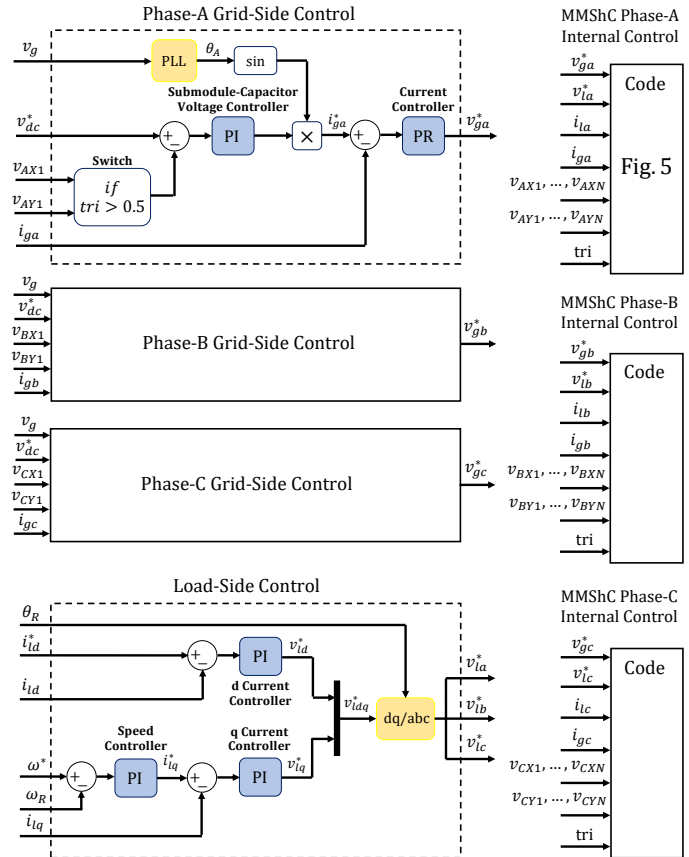 Phase-A Grid-Side Control
v_g
θ_A
PLL
sin
Submodule-Capacitor
Voltage Controller
Current
Controller
v*_dc
+
−
PI
×
i*_ga
+
−
PR
v*_ga
Switch
v_AX1
if
tri > 0.5
v_AY1
i_ga
MMShC Phase-A
Internal Control
v*_ga
v*_la
i_la
i_ga
v_AX1, …, v_AXN
v_AY1, …, v_AYN
tri
Code
Fig. 5
v_g
v*_dc
v_BX1
v_BY1
i_gb
Phase-B Grid-Side Control
v*_gb
MMShC Phase-B
Internal Control
v*_gb
v*_lb
i_lb
i_gb
v_BX1, …, v_BXN
v_BY1, …, v_BYN
tri
Code
v_g
v*_dc
v_CX1
v_CY1
i_gc
Phase-C Grid-Side Control
v*_gc
Load-Side Control
θ_R
i*_ld
+
−
PI
v*_ld
i_ld
d Current
Controller
v*_ldq
dq/abc
v*_la
v*_lb
v*_lc
Speed
Controller
q Current
Controller
ω*
+
−
PI
i*_lq
+
−
PI
v*_lq
ω_R
i_lq
MMShC Phase-C
Internal Control
v*_gc
v*_lc
i_lc
i_gc
v_CX1, …, v_CXN
v_CY1, …, v_CYN
tri
Code